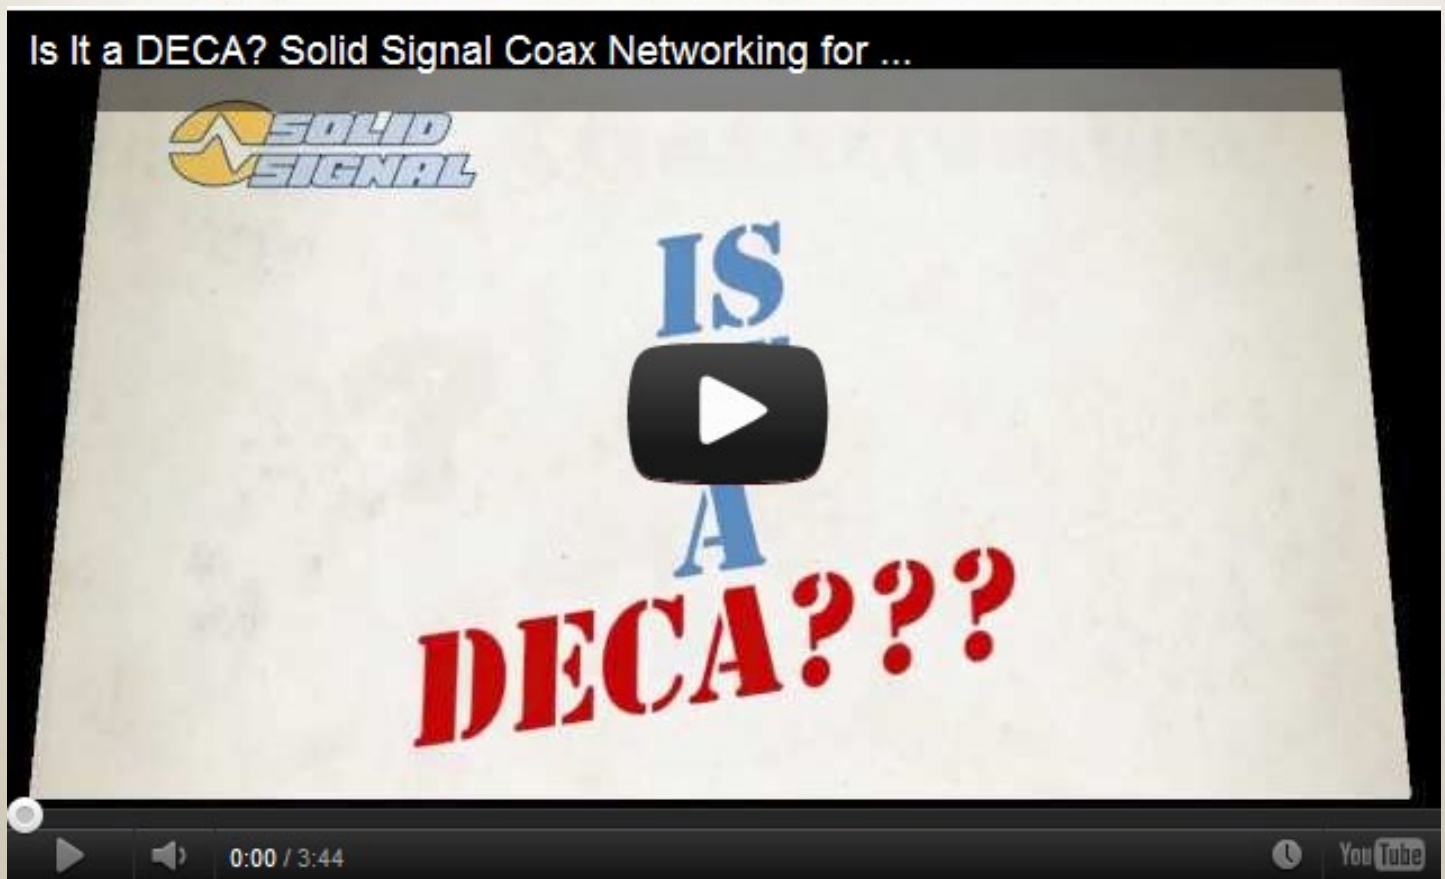 Is It a DECA? Solid Signal Coax Networking for ...
SOLID
SIGNAL
IS
A
DECA???
0:00 / 3:44
YouTube